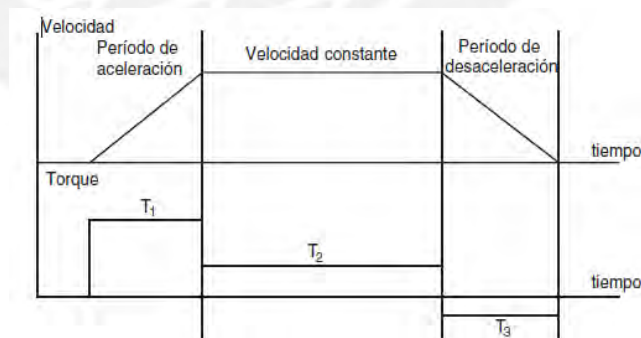 Velocidad
Período de
aceleración
Velocidad constante
Período de
desaceleración
tiempo
Torque
T₁
T₂
tiempo
T₃